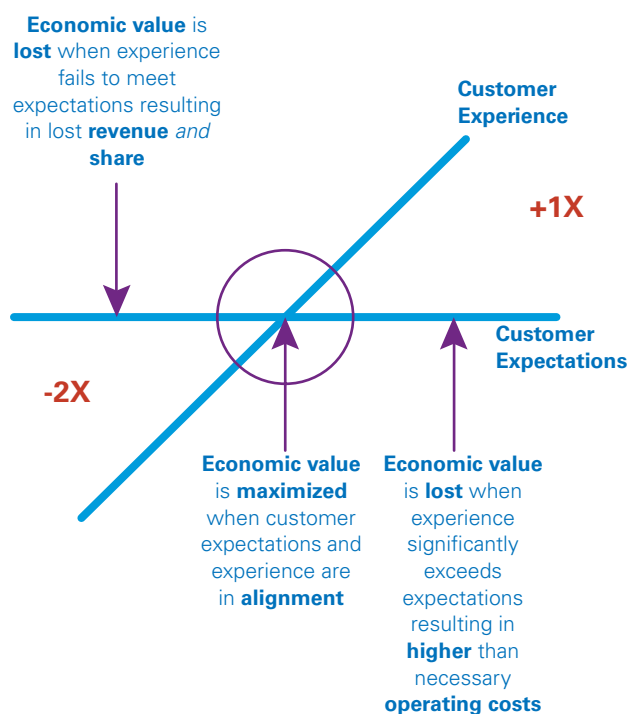 Economic value is
lost when experience
fails to meet
expectations resulting
in lost revenue and
share
Customer
Experience
+1X
Customer
Expectations
-2X
Economic value
is maximized
when customer
expectations and
experience are
in alignment
Economic value
is lost when
experience
significantly
exceeds
expectations
resulting in
higher than
necessary
operating costs